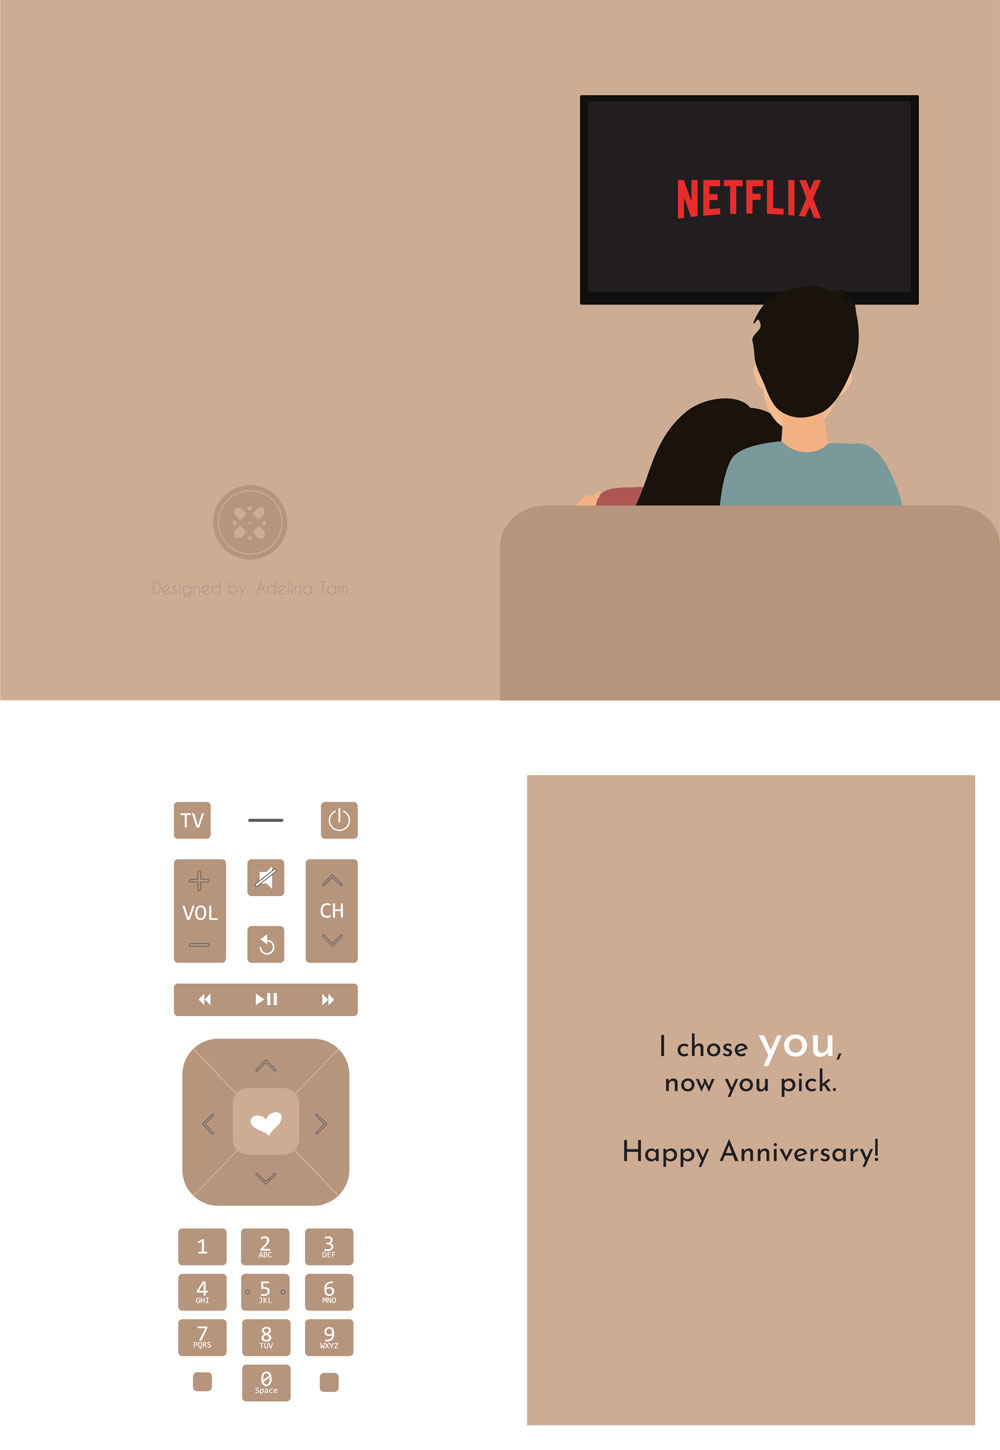 NETFLIX
Designed by: Adelina Tam
TV
VOL
CH
1
2
ABC
3
DEF
4
GHI
5
JKL
6
MNO
7
PQRS
8
TUV
9
WXYZ
0
Space
I chose you,
now you pick.
Happy Anniversary!